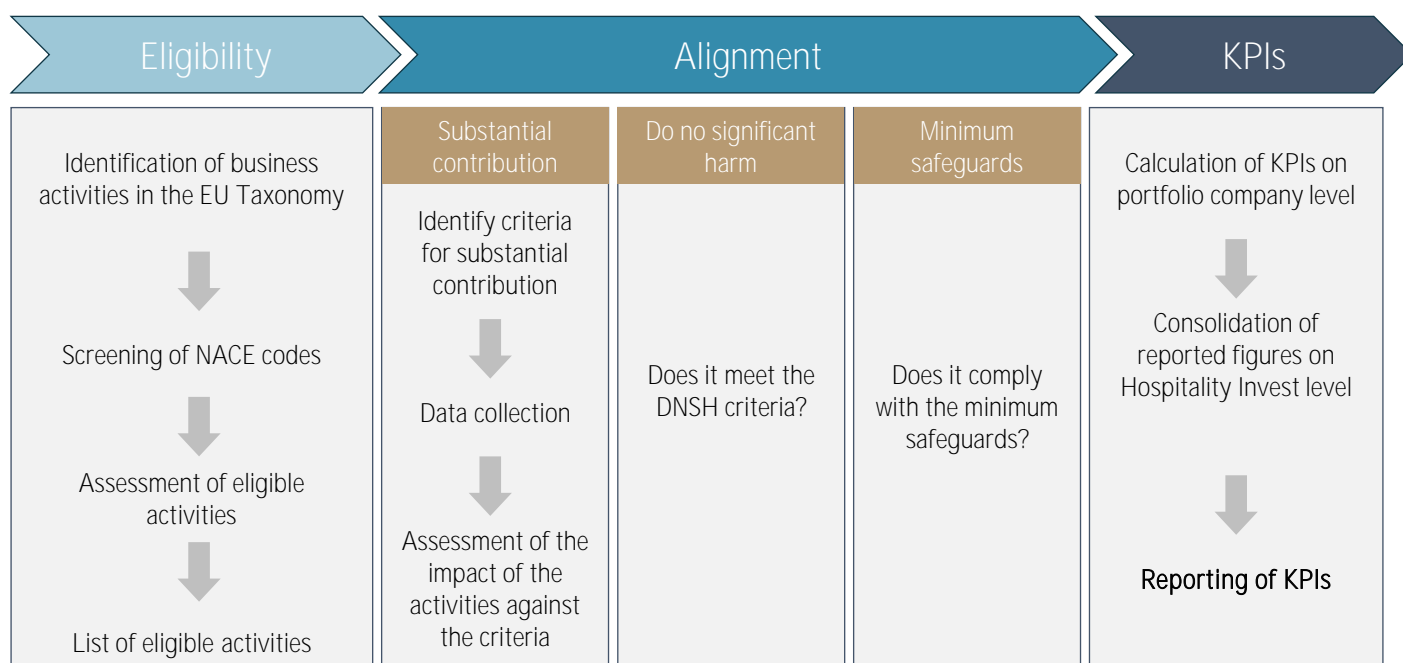 Eligibility
Alignment
KPIs
Identification of business
activities in the EU Taxonomy
Screening of NACE codes
Assessment of eligible
activities
List of eligible activities
Substantial
contribution
Identify criteria
for substantial
contribution
Data collection
Assessment of the
impact of the
activities against
the criteria
Do no significant
harm
Does it meet the
DNSH criteria?
Minimum
safeguards
Does it comply
with the minimum
safeguards?
Calculation of KPIs on
portfolio company level
Consolidation of
reported figures on
Hospitality Invest level
Reporting of KPIs